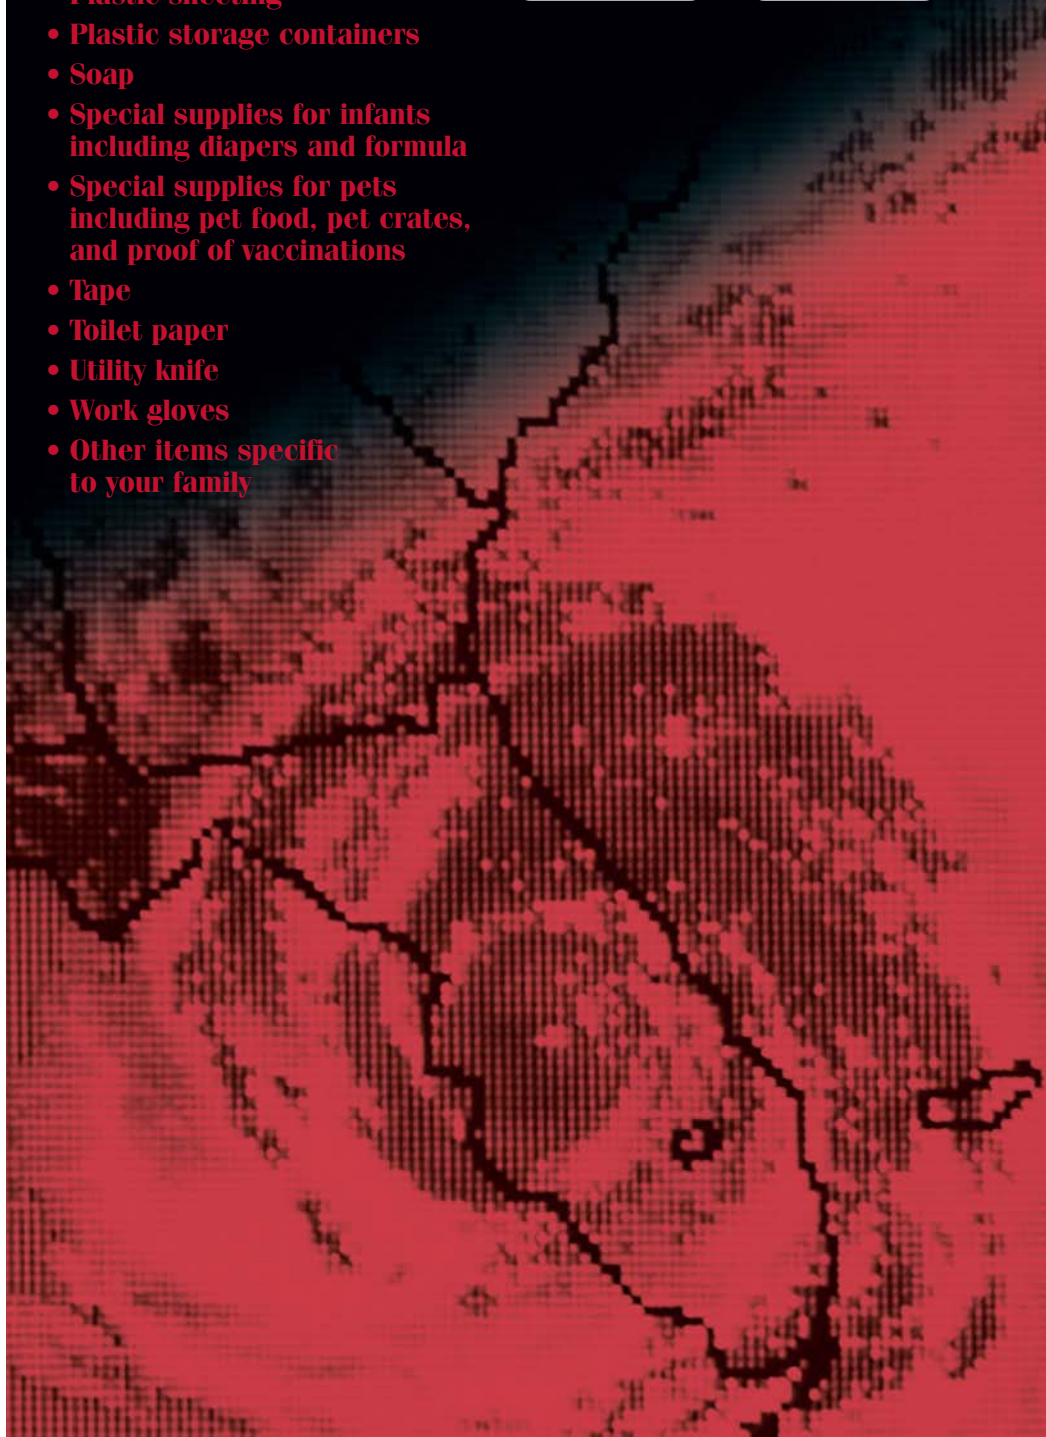 Plastic sheeting
• Plastic storage containers
• Soap
• Special supplies for infants
including diapers and formula
• Special supplies for pets
including pet food, pet crates,
and proof of vaccinations
• Tape
• Toilet paper
• Utility knife
• Work gloves
• Other items specific
to your family